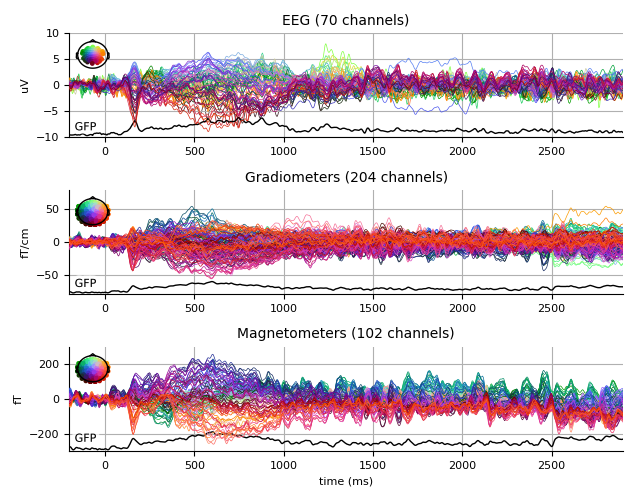 EEG (70 channels)
10
5
0
−5
−10
uV
GFP
0 500 1000 1500 2000 2500
Gradiometers (204 channels)
50
0
−50
fT/cm
GFP
0 500 1000 1500 2000 2500
Magnetometers (102 channels)
200
0
−200
fT
GFP
0 500 1000 1500 2000 2500
time (ms)